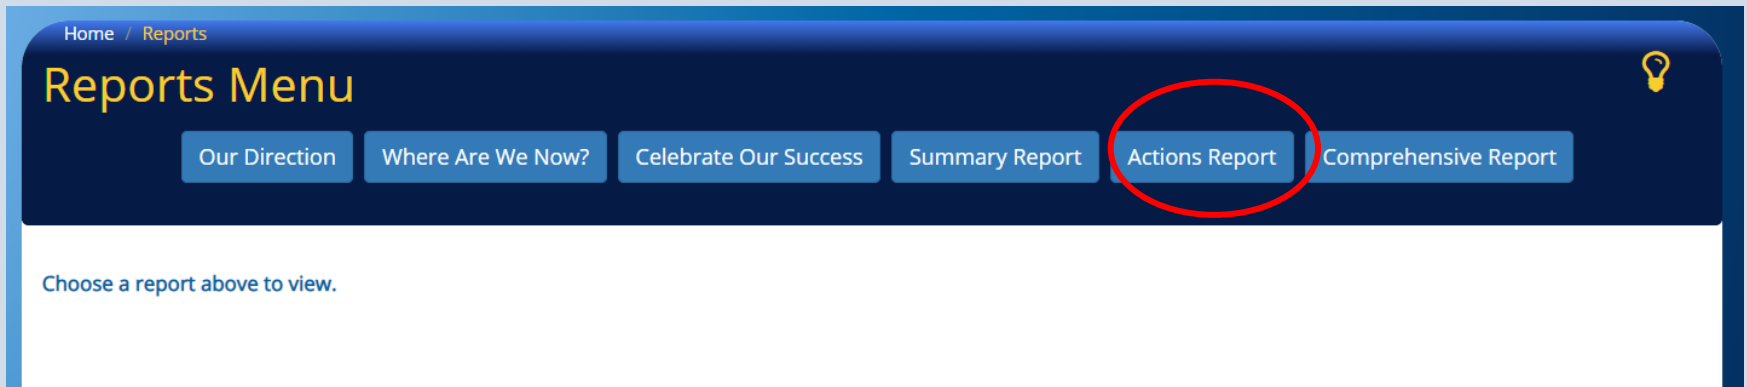 Home / Reports
Reports Menu
Our Direction Where Are We Now? Celebrate Our Success Summary Report Actions Report Comprehensive Report
Choose a report above to view.